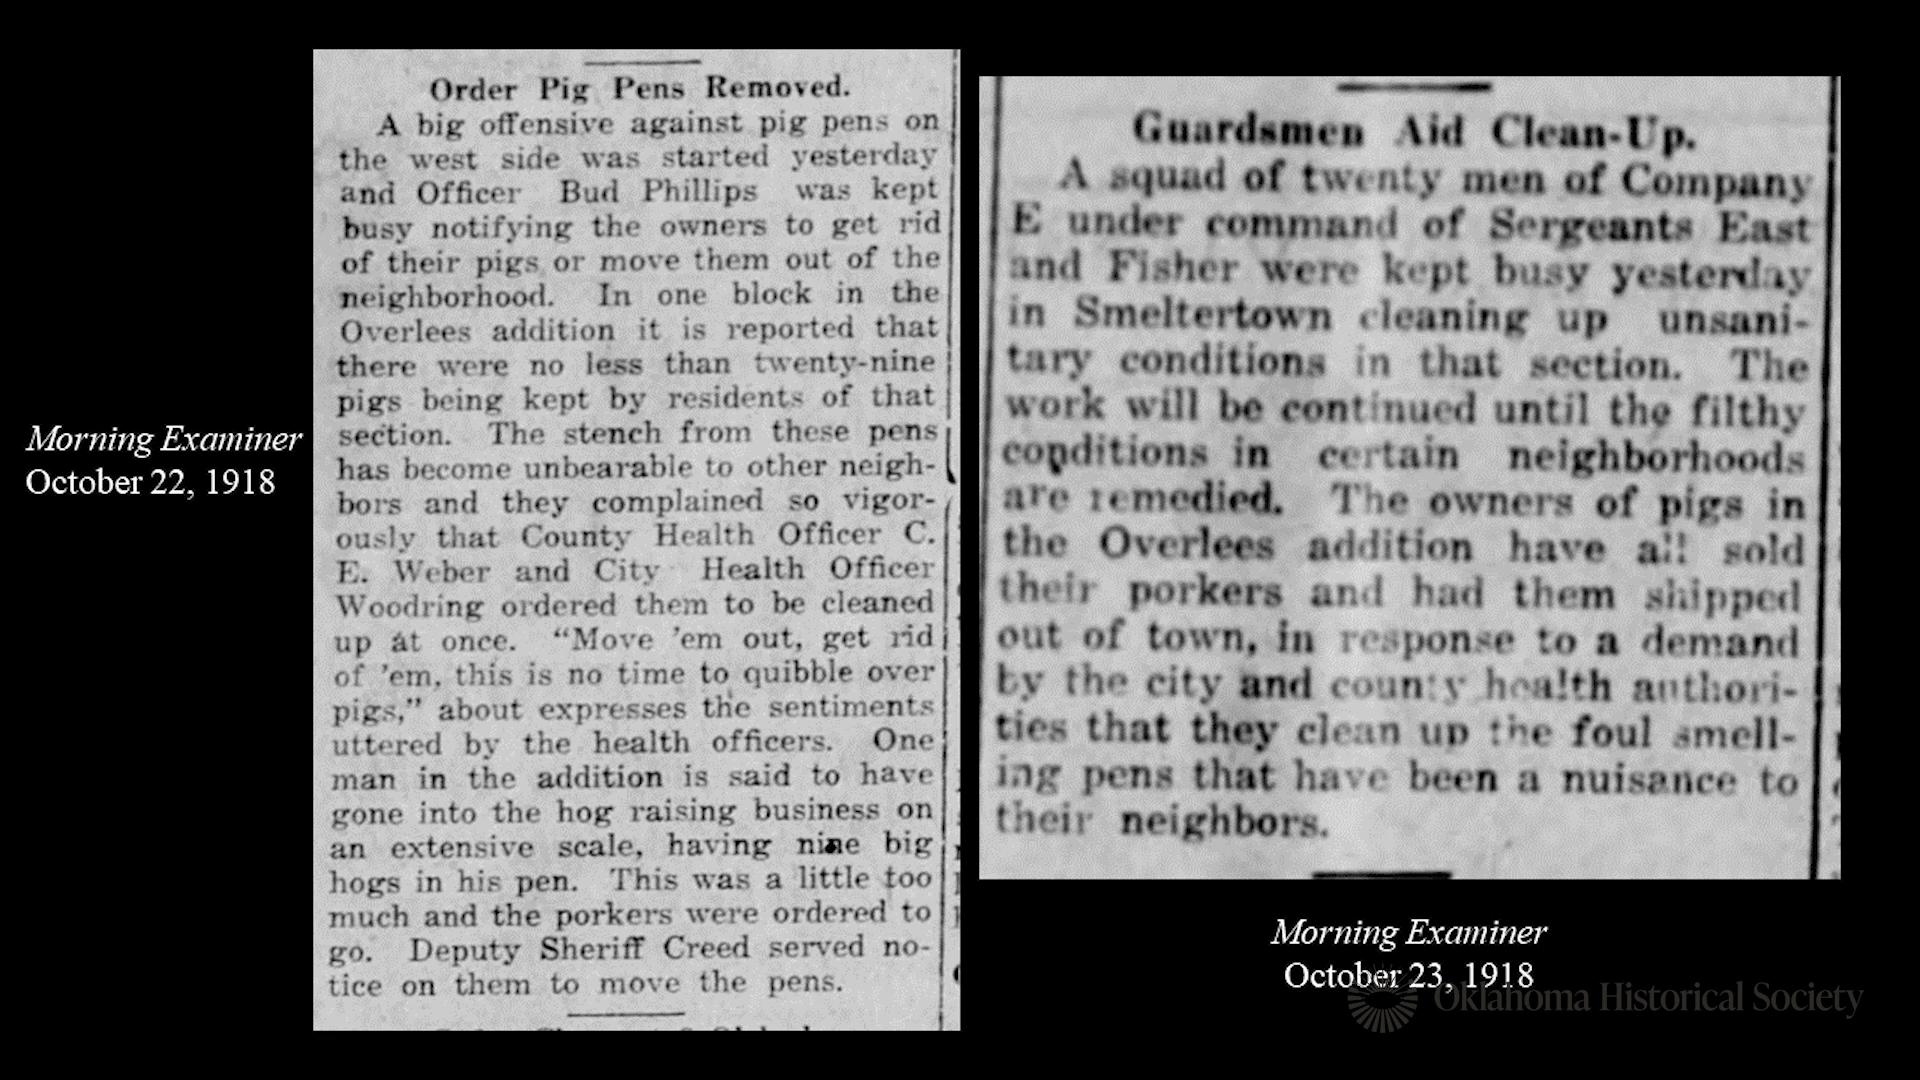 Morning Examiner
October 22, 1918
Order Pig Pens Removed.
A big offensive against pig pens on
the west side was started yesterday
and Officer Bud Phillips was kept
busy notifying the owners to get rid
of their pigs or move them out of the
neighborhood. In one block in the
Overlees addition it is reported that
there were no less than twenty-nine
pigs being kept by residents of that
section. The stench from these pens
has become unbearable to other neigh-
bors and they complained so vigor-
ously that County Health Officer C.
E. Weber and City Health Officer
Woodring ordered them to be cleaned
up at once. "Move 'em out, get rid
of 'em, this is no time to quibble over
pigs," about expresses the sentiments
uttered by the health officers. One
man in the addition is said to have
gone into the hog raising business on
an extensive scale, having nine big
hogs in his pen. This was a little too
much and the porkers were ordered to
go. Deputy Sheriff Creed served no-
tice on them to move the pens.
Guardsmen Aid Clean-Up.
A squad of twenty men of Company
E under command of Sergeants East
and Fisher were kept busy yesterday
in Smeltertown cleaning up unsani-
tary conditions in that section. The
work will be continued until the filthy
conditions in certain neighborhoods
are remedied. The owners of pigs in
the Overlees addition have all sold
their porkers and had them shipped
out of town, in response to a demand
by the city and county health authori-
ties that they clean up the foul smell-
ing pens that have been a nuisance to
their neighbors.
Morning Examiner
October 23, 1918
Oklahoma Historical Society